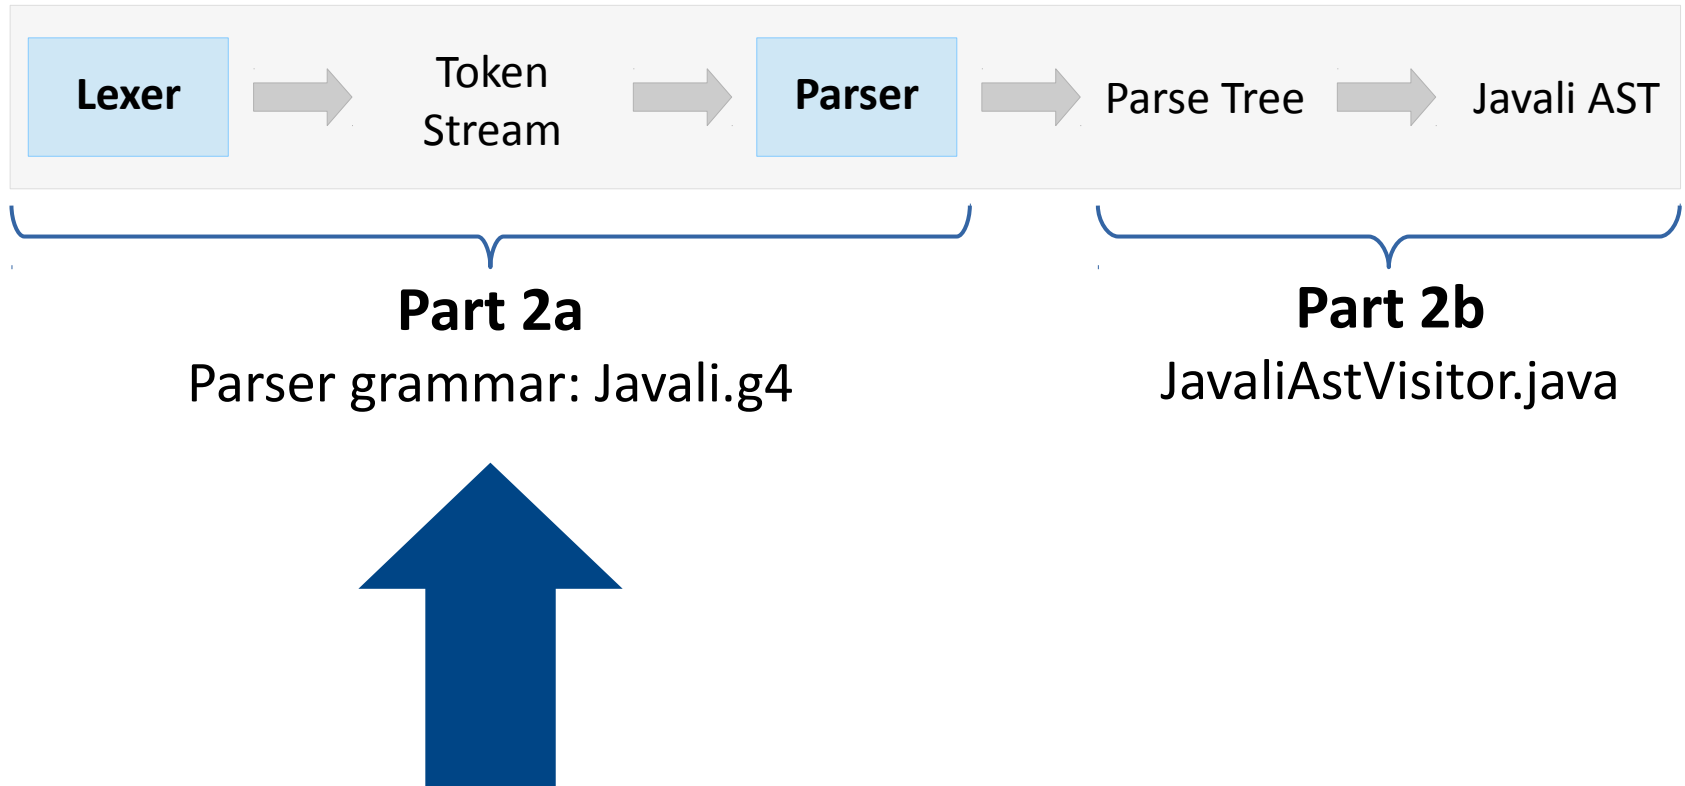 Lexer
Token
Stream
Parser
Parse Tree
Javali AST
Part 2a
Parser grammar: Javali.g4
Part 2b
JavaliAstVisitor.java